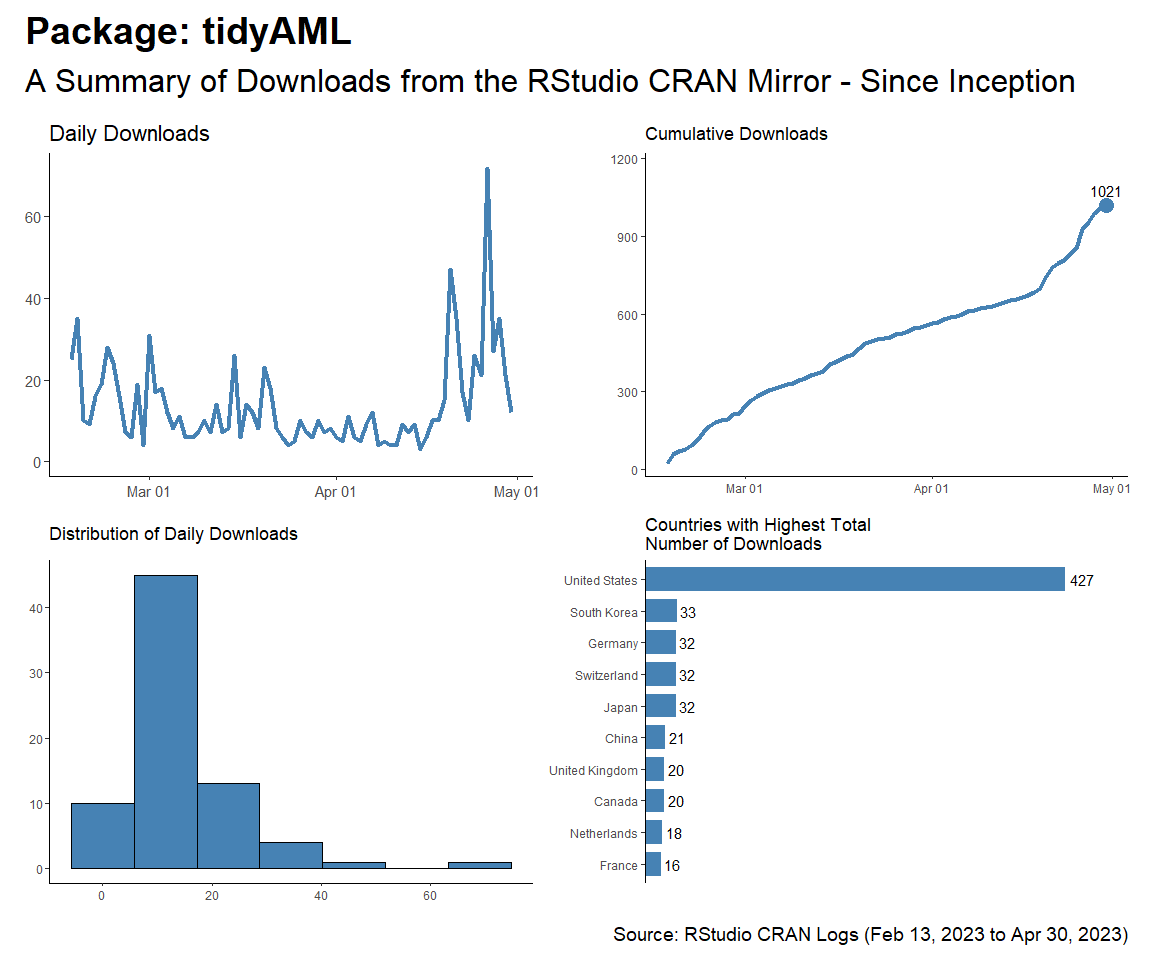 Package: tidyAML
A Summary of Downloads from the RStudio CRAN Mirror - Since Inception
Daily Downloads
60
40
20
0
Mar 01 Apr 01 May 01
Cumulative Downloads
1200
900
600
300
0
1021
Mar 01 Apr 01 May 01
Distribution of Daily Downloads
40
30
20
10
0
0 20 40 60
Countries with Highest Total
Number of Downloads
United States 427
South Korea 33
Germany 32
Switzerland 32
Japan 32
China 21
United Kingdom 20
Canada 20
Netherlands 18
France 16
Source: RStudio CRAN Logs (Feb 13, 2023 to Apr 30, 2023)